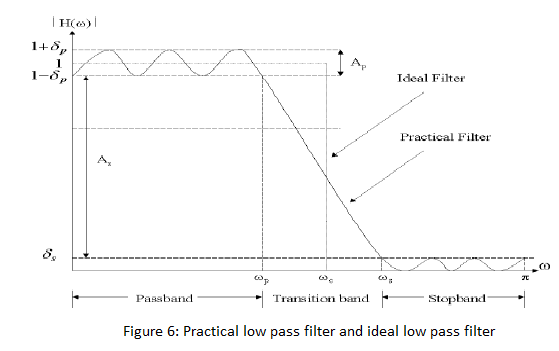 | H(ω) |
1+δp
1
1−δp
Ap
Ideal Filter
Practical Filter
As
δs
ωp ωs ωs π ω
Passband Transition band Stopband
Figure 6: Practical low pass filter and ideal low pass filter